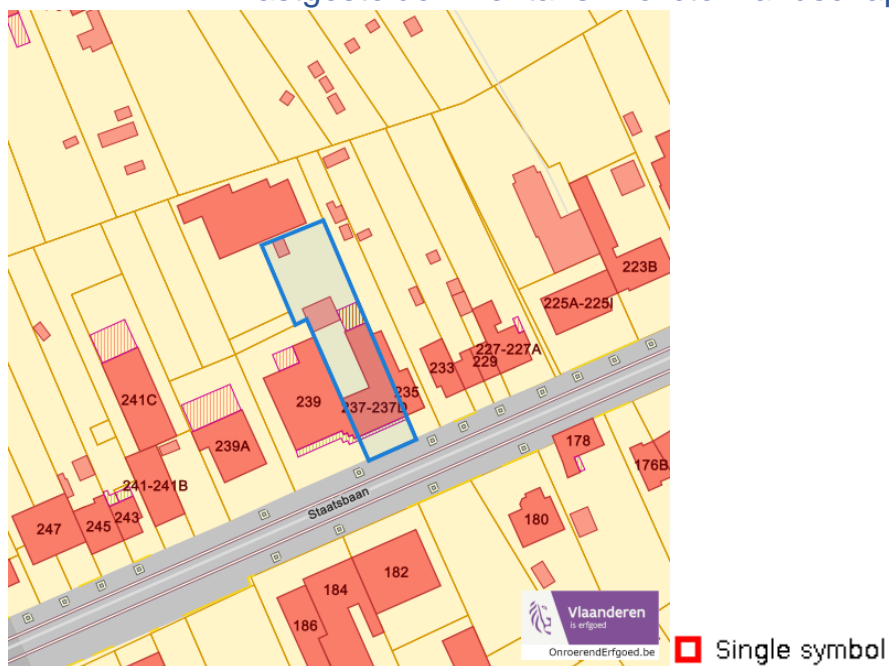 223B
225A-225I
227-227A
233
229
239
235
237-237D
241C
239A
178
176B
241-241B
Staatsbaan
247
245
243
180
182
184
186
Vlaanderen
is erfgoed
OnroerendErfgoed.be
Single symbol